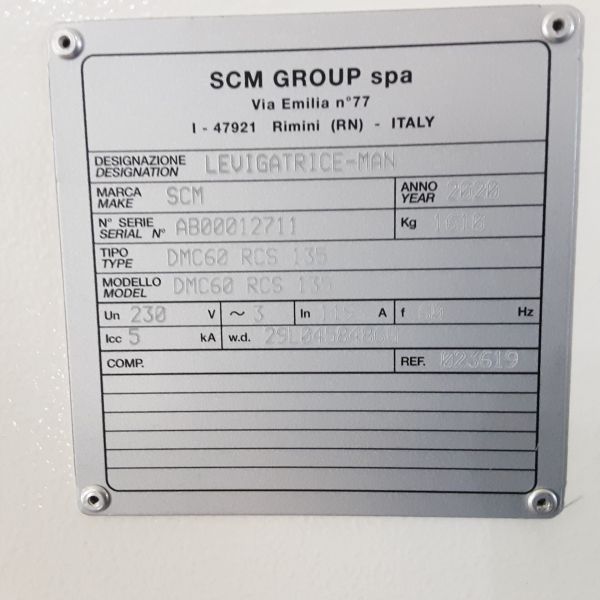 SCM GROUP spa
Via Emilia n°77
I - 47921 Rimini (RN) - ITALY
DESIGNAZIONE
DESIGNATION LEVIGATRICE-MAN
MARCA
MAKE SCM ANNO
YEAR 2020
N° SERIE
SERIAL N° AB00012711 Kg
TIPO
TYPE DMC60 RCS 135
MODELLO
MODEL DMC60 RCS 135
Un 230 V ~ 3 In A f 60 Hz
Icc 5 kA w.d.
COMP. REF. 023619